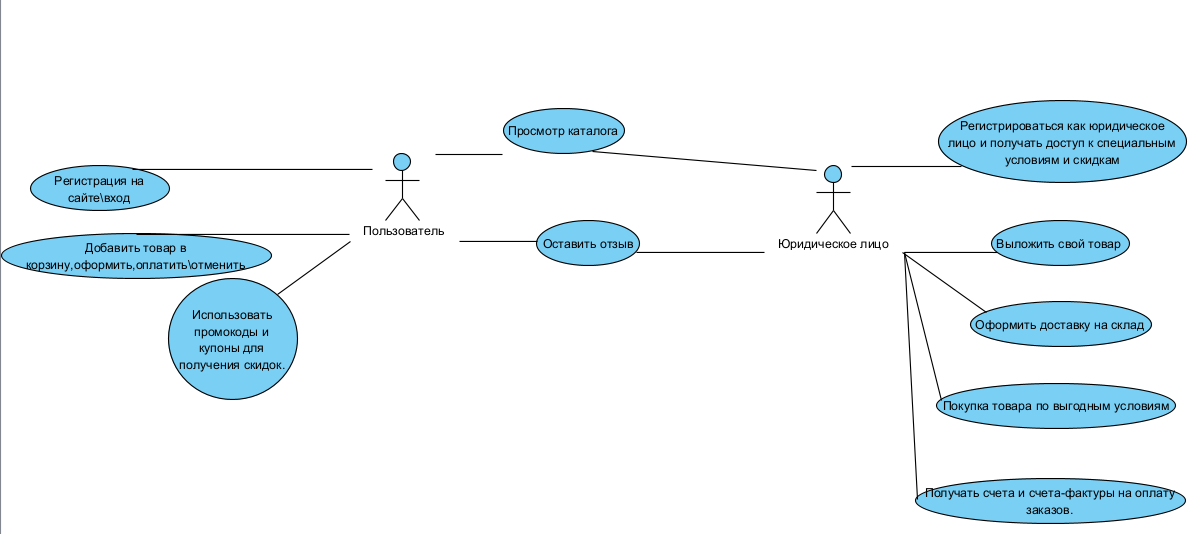 Просмотр каталога
Регистрироваться как юридическое
лицо и получать доступ к специальным
условиям и скидкам
Регистрация на
сайте\вход
Пользователь
Юридическое лицо
Добавить товар в
корзину,оформить,оплатить\отменить
Оставить отзыв
Выложить свой товар
Использовать
промокоды и
купоны для
получения скидок.
Оформить доставку на склад
Покупка товара по выгодным условиям
Получать счета и счета-фактуры на оплату
заказов.